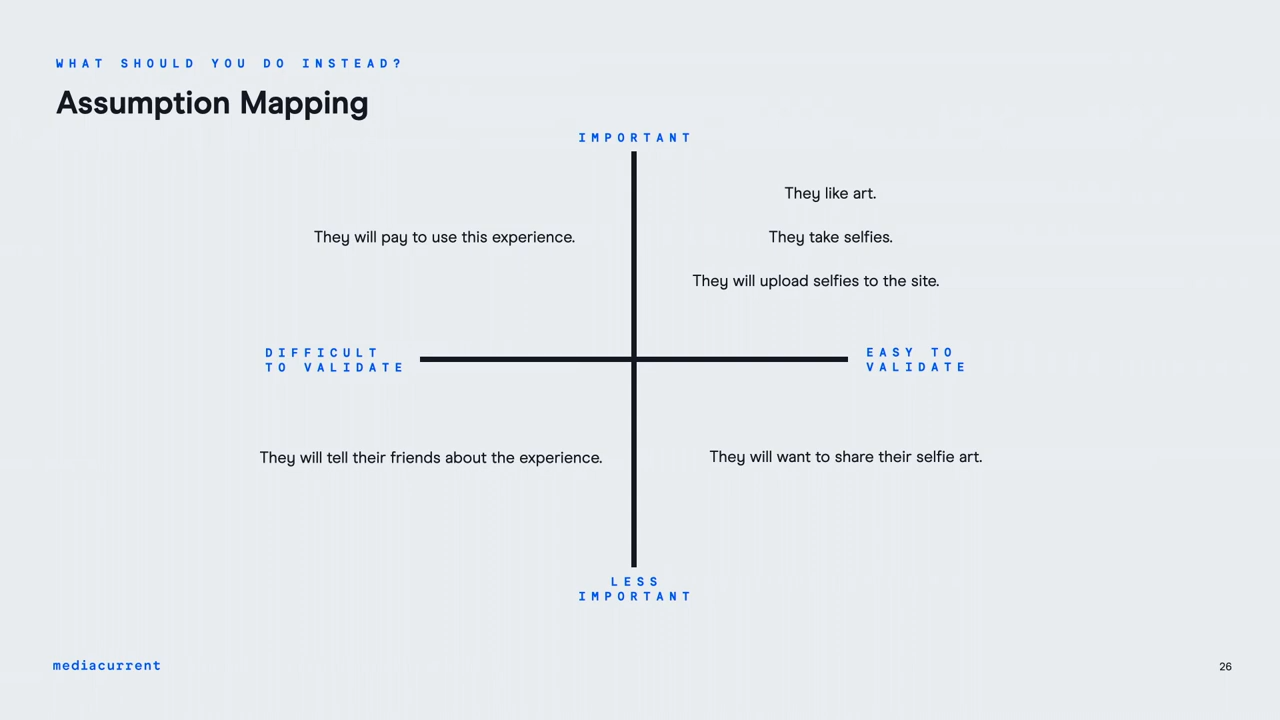 WHAT SHOULD YOU DO INSTEAD?
Assumption Mapping
IMPORTANT
They like art.
They will pay to use this experience.
They take selfies.
They will upload selfies to the site.
DIFFICULT
TO VALIDATE
EASY TO
VALIDATE
They will tell their friends about the experience.
They will want to share their selfie art.
LESS
IMPORTANT
mediacurrent
26